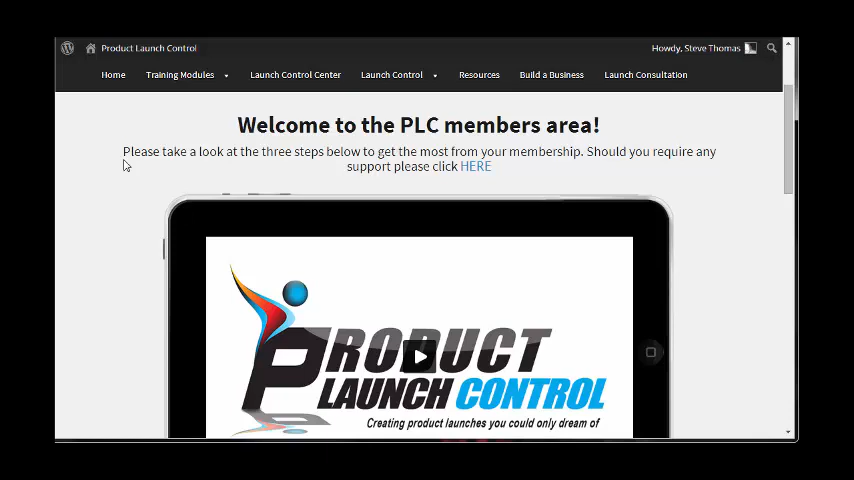 Product Launch Control
Howdy, Steve Thomas
Home Training Modules Launch Control Center Launch Control Resources Build a Business Launch Consultation
Welcome to the PLC members area!
Please take a look at the three steps below to get the most from your membership. Should you require any
support please click HERE
PRODUCT
LAUNCH CONTROL
Creating product launches you could only dream of